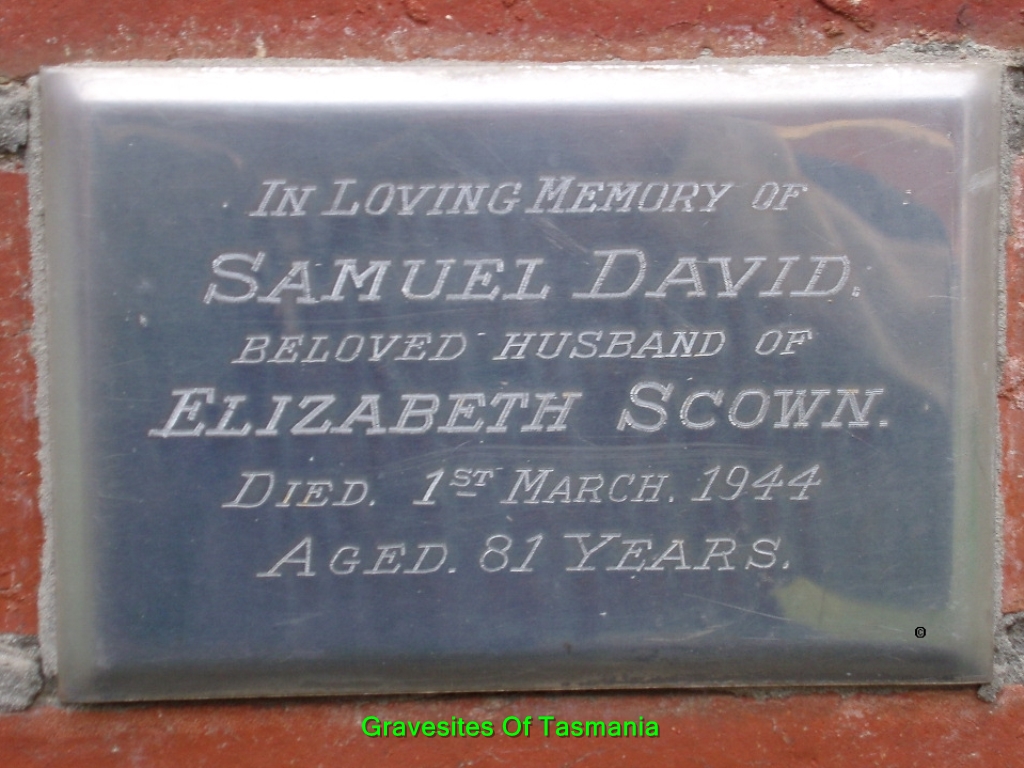 In Loving Memory of
Samuel David.
beloved husband of
Elizabeth Scown.
Died. 1st March. 1944
Aged. 81 Years.
©
Gravesites Of Tasmania